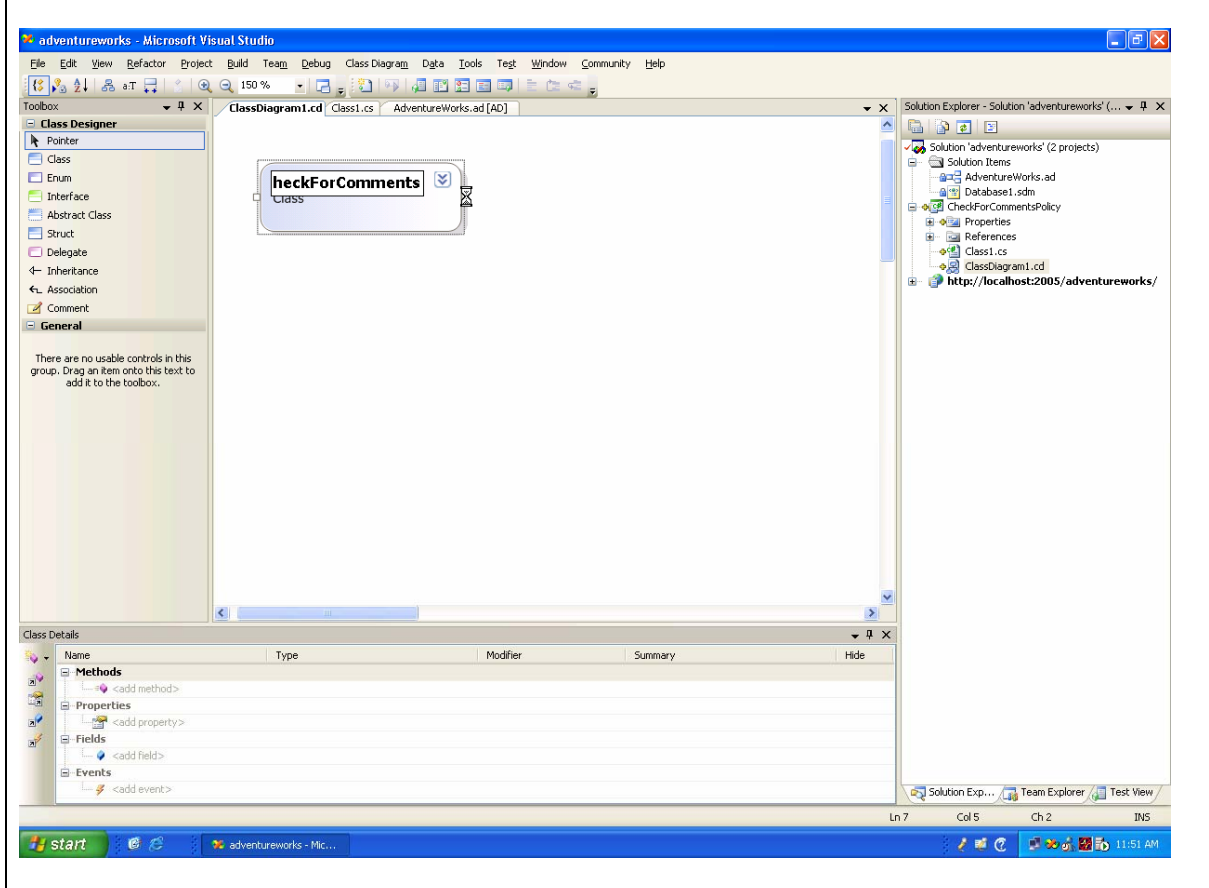 adventureworks - Microsoft Visual Studio
File Edit View Refactor Project Build Team Debug Class Diagram Data Tools Test Window Community Help
a:T 150 %
Toolbox
Class Designer
Pointer
Class
Enum
Interface
Abstract Class
Struct
Delegate
Inheritance
Association
Comment
General
There are no usable controls in this
group. Drag an item onto this text to
add it to the toolbox.
ClassDiagram1.cd Class1.cs AdventureWorks.ad [AD]
heckForComments
Class
Solution Explorer - Solution 'adventureworks' (...
Solution 'adventureworks' (2 projects)
Solution Items
AdventureWorks.ad
Database1.sdm
CheckForCommentsPolicy
Properties
References
Class1.cs
ClassDiagram1.cd
http://localhost:2005/adventureworks/
Class Details
Name Type Modifier Summary Hide
Methods
<add method>
Properties
<add property>
Fields
<add field>
Events
<add event>
Solution Exp... Team Explorer Test View
Ln 7 Col 5 Ch 2 INS
start adventureworks - Mic... 11:51 AM